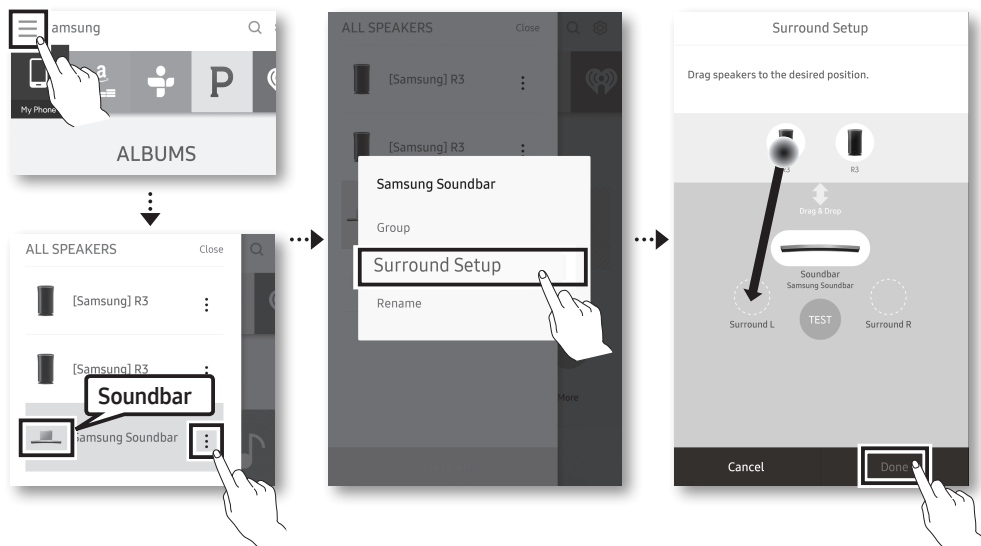 amsung
a
P
My Phone
ALBUMS
ALL SPEAKERS Close
[Samsung] R3
[Samsung] R3
Soundbar
Samsung Soundbar
ALL SPEAKERS Close
[Samsung] R3
[Samsung] R3
Samsung Soundbar
Group
Surround Setup
Rename
More
Surround Setup
Drag speakers to the desired position.
R3 R3
Drag & Drop
Soundbar
Samsung Soundbar
Surround L TEST Surround R
Cancel Done